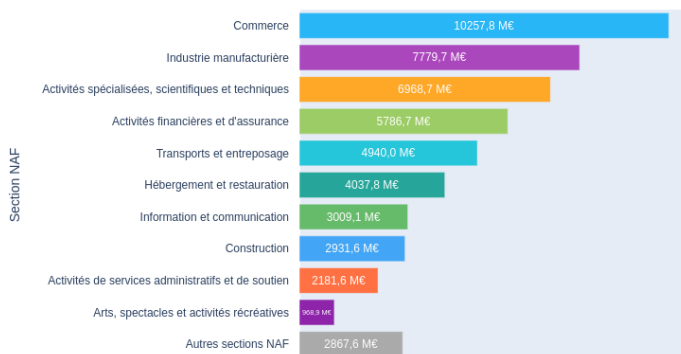 Section NAF
Commerce 10257,8 M€
Industrie manufacturière 7779,7 M€
Activités spécialisées, scientifiques et techniques 6968,7 M€
Activités financières et d'assurance 5786,7 M€
Transports et entreposage 4940,0 M€
Hébergement et restauration 4037,8 M€
Information et communication 3009,1 M€
Construction 2931,6 M€
Activités de services administratifs et de soutien 2181,6 M€
Arts, spectacles et activités récréatives 968,9 M€
Autres sections NAF 2867,6 M€